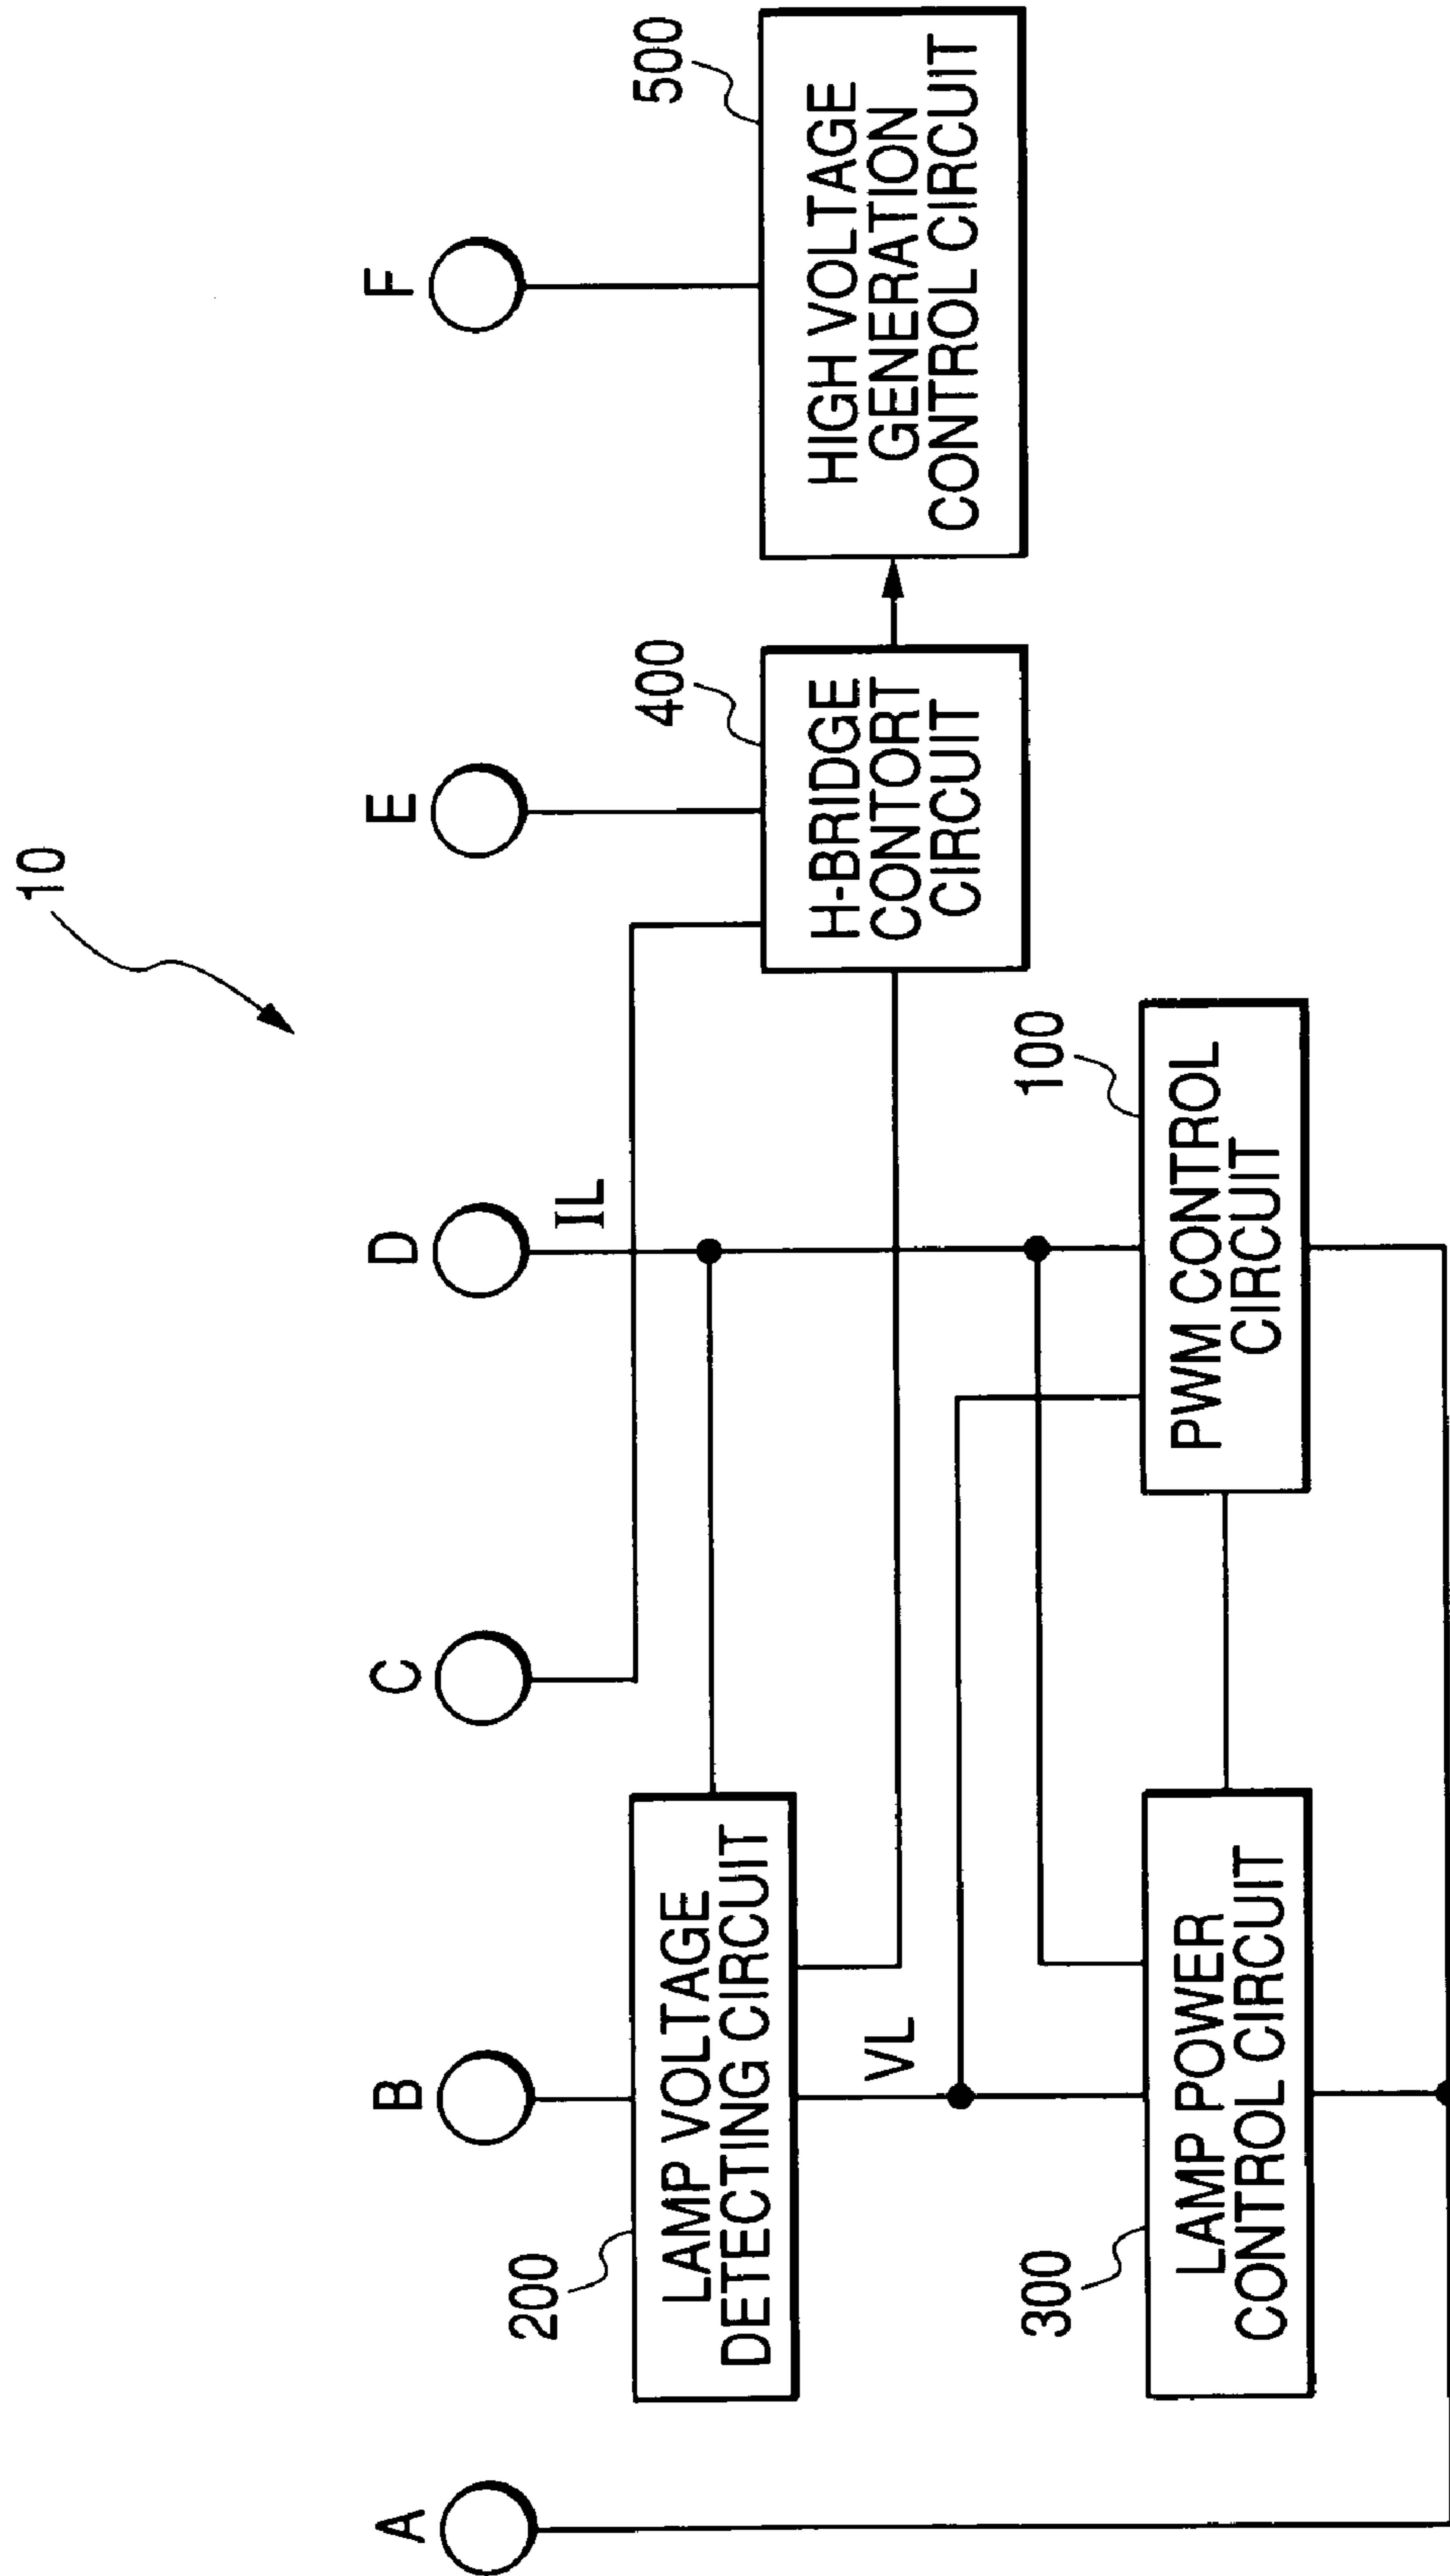 10
A
B
C
D
E
F
IL
200
LAMP VOLTAGE
DETECTING CIRCUIT
400
H-BRIDGE
CONTORT
CIRCUIT
500
HIGH VOLTAGE
GENERATION
CONTROL CIRCUIT
VL
300
LAMP POWER
CONTROL CIRCUIT
100
PWM CONTROL
CIRCUIT